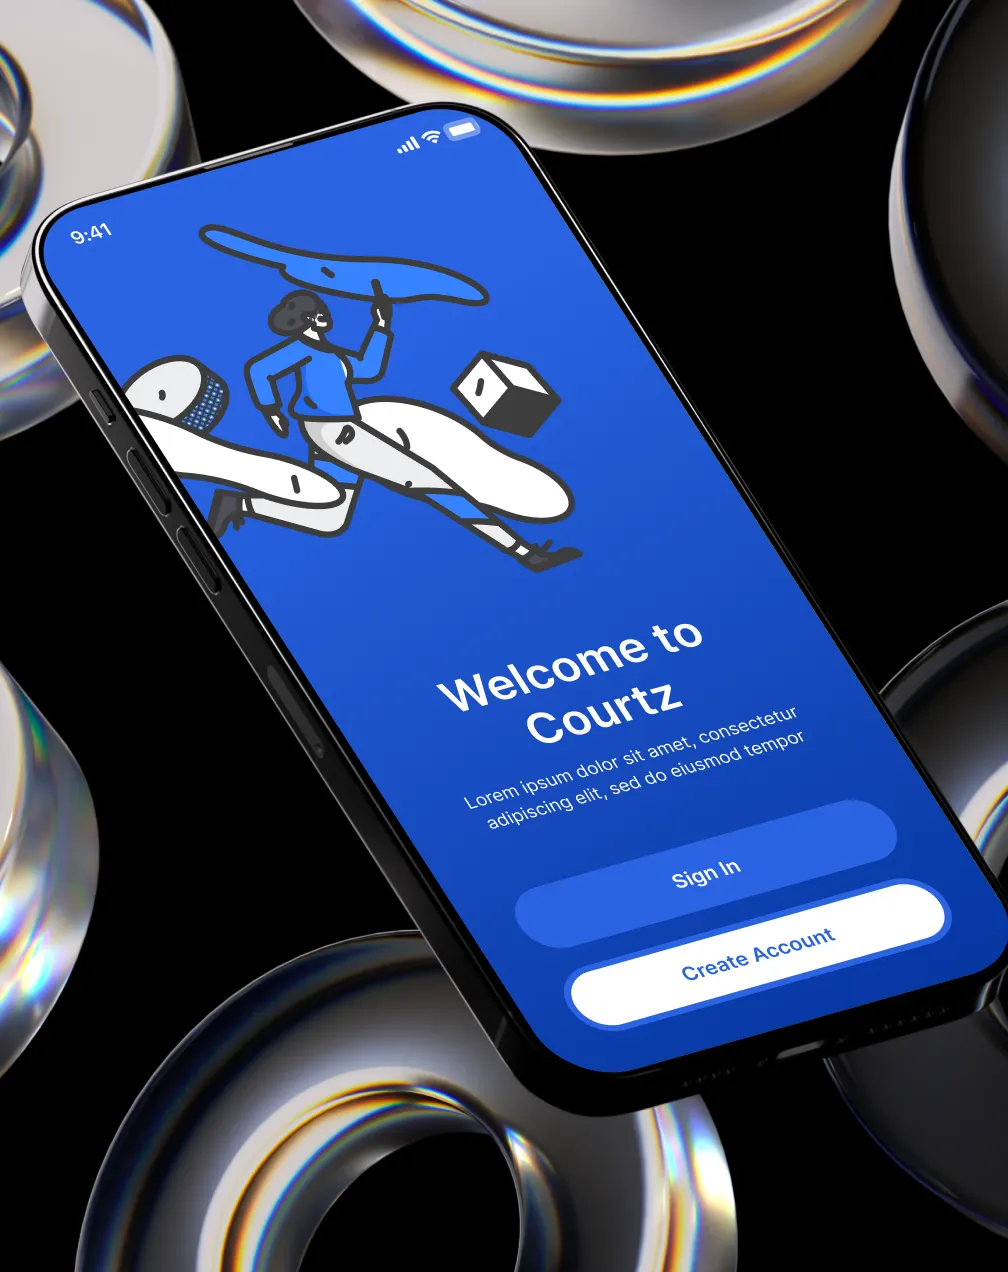 9:41
Welcome to
Courtz
Lorem ipsum dolor sit amet, consectetur
adipiscing elit, sed do eiusmod tempor
Sign In
Create Account